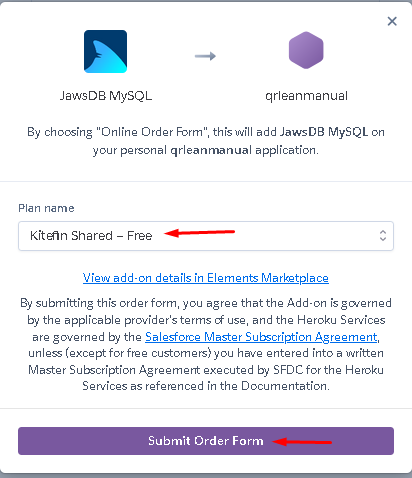 JawsDB MySQL
qrleanmanual
By choosing "Online Order Form", this will add JawsDB MySQL on
your personal qrleanmanual application.
Plan name
Kitefin Shared – Free
View add-on details in Elements Marketplace
By submitting this order form, you agree that the Add-on is governed
by the applicable provider's terms of use, and the Heroku Services
are governed by the Salesforce Master Subscription Agreement,
unless (except for free customers) you have entered into a written
Master Subscription Agreement executed by SFDC for the Heroku
Services as referenced in the Documentation.
Submit Order Form